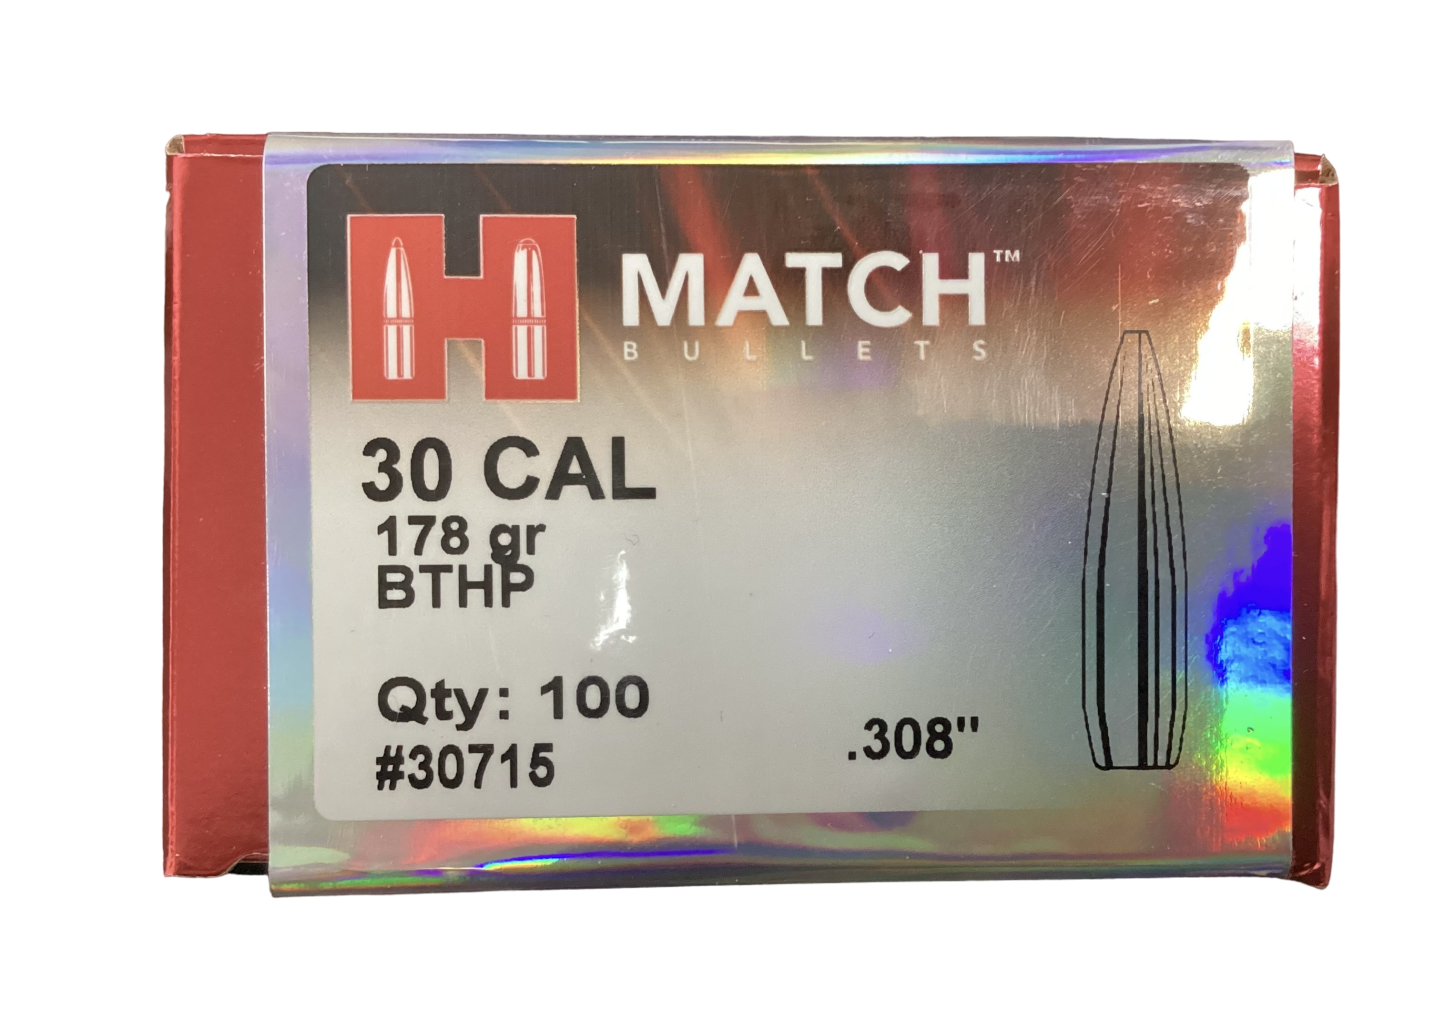 H MATCH™
BULLETS
30 CAL
178 gr
BTHP
Qty: 100
#30715
.308"